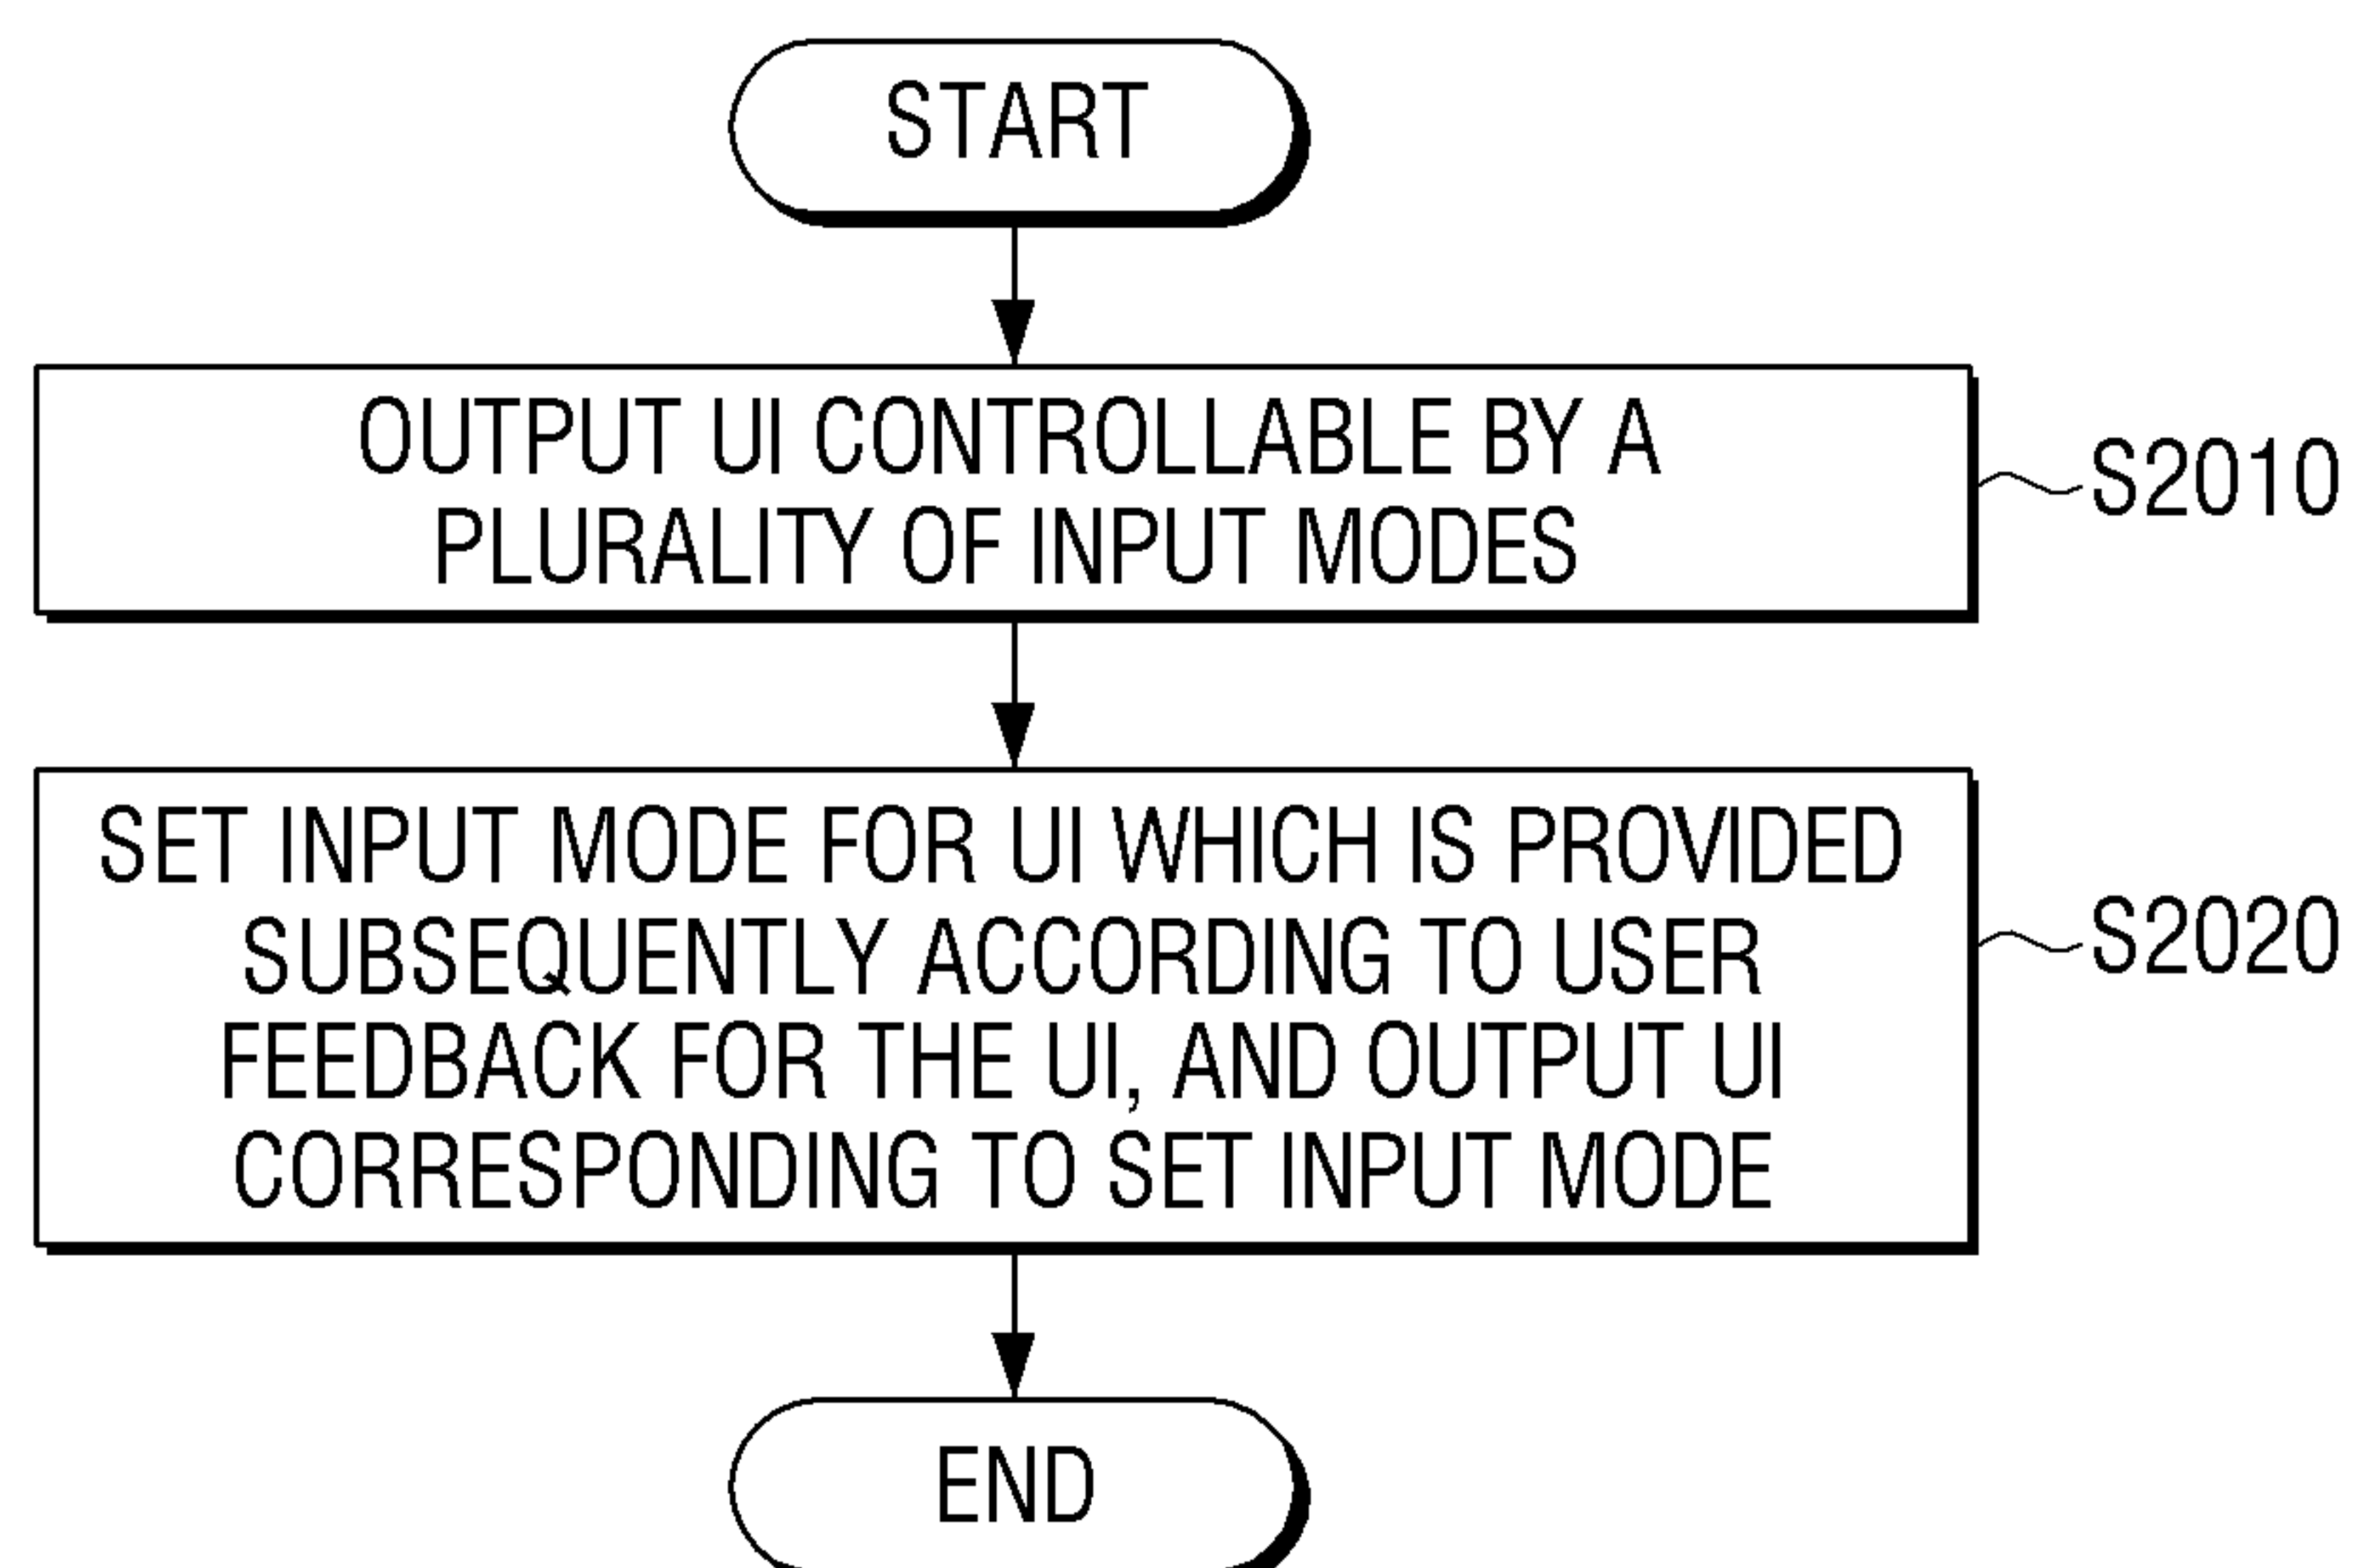 START
OUTPUT UI CONTROLLABLE BY A
PLURALITY OF INPUT MODES
S2010
SET INPUT MODE FOR UI WHICH IS PROVIDED
SUBSEQUENTLY ACCORDING TO USER
FEEDBACK FOR THE UI, AND OUTPUT UI
CORRESPONDING TO SET INPUT MODE
S2020
END